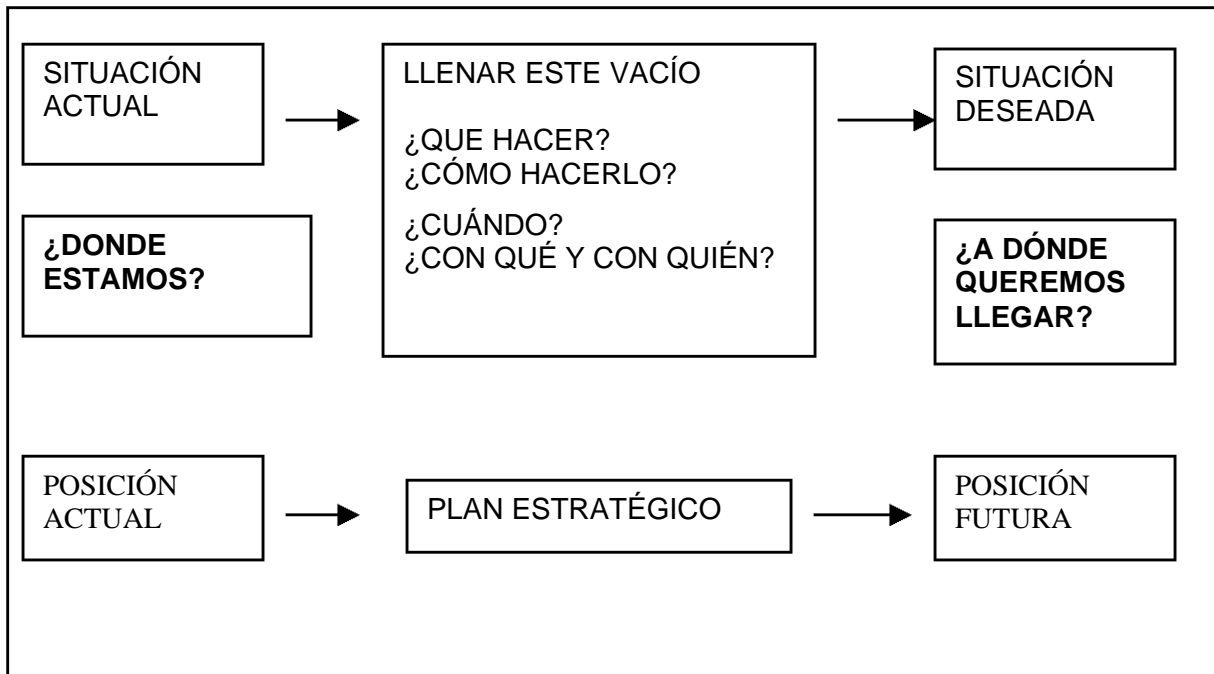 SITUACIÓN
ACTUAL
LLENAR ESTE VACÍO
¿QUE HACER?
¿CÓMO HACERLO?
¿CUÁNDO?
¿CON QUÉ Y CON QUIÉN?
SITUACIÓN
DESEADA
¿DONDE
ESTAMOS?
¿A DÓNDE
QUEREMOS
LLEGAR?
POSICIÓN
ACTUAL
PLAN ESTRATÉGICO
POSICIÓN
FUTURA